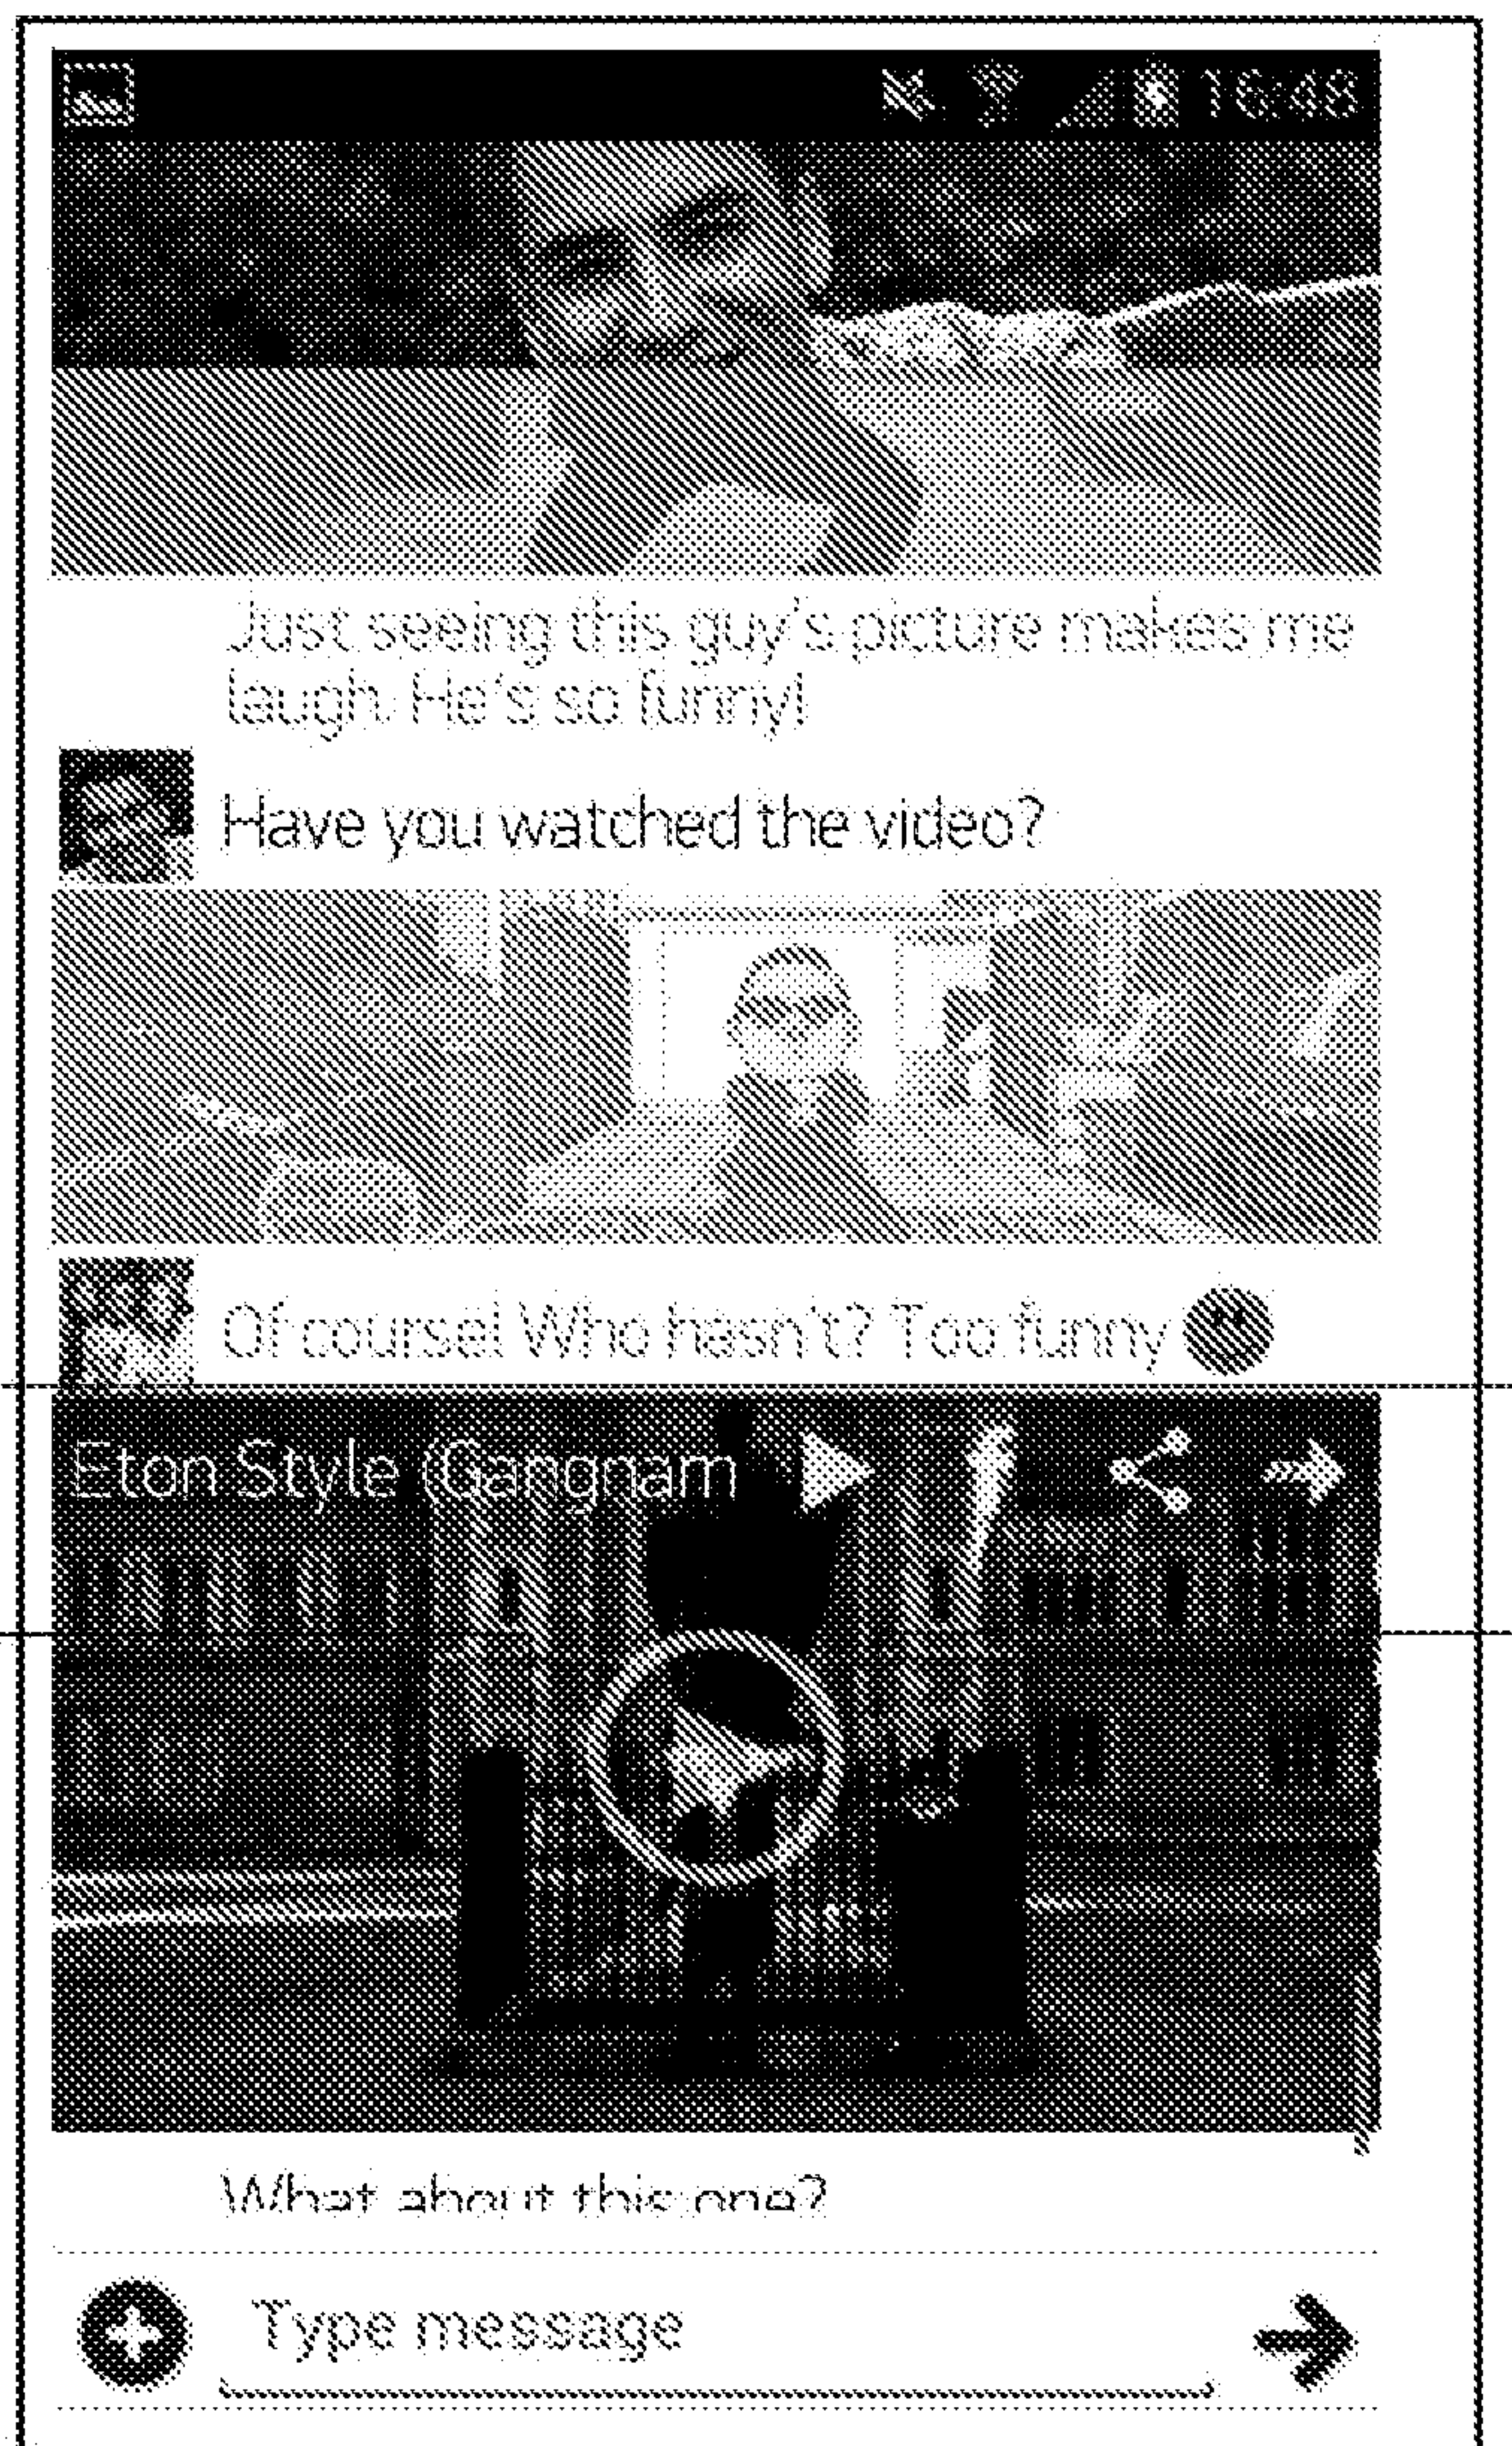 16:48
Just seeing this guy's picture makes me
laugh. He's so funny!
Have you watched the video?
Of course! Who hasn't? Too funny
Eton Style (Gangnam
What about this one?
Type message